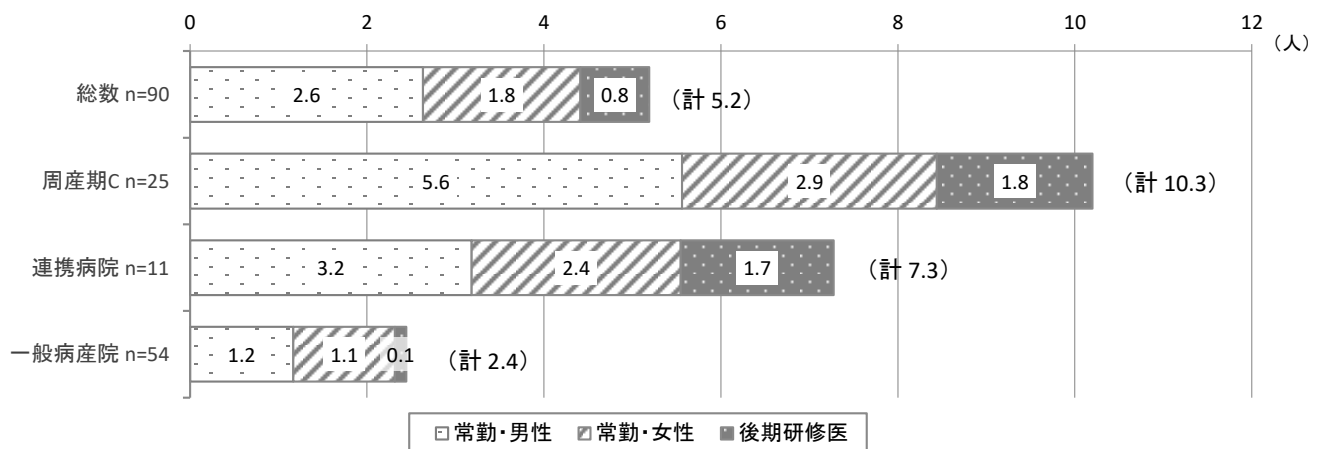 0 2 4 6 8 10 12
（人）
総数 n=90 2.6 1.8 0.8 （計 5.2）
周産期C n=25 5.6 2.9 1.8 （計 10.3）
連携病院 n=11 3.2 2.4 1.7 （計 7.3）
一般病産院 n=54 1.2 1.1 0.1 （計 2.4）
常勤・男性 常勤・女性 後期研修医